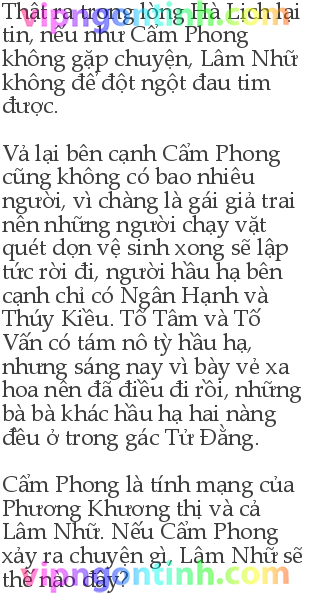 Thật ra trong lòng Hà Lịch rai
tin, nếu như Cẩm Phong
không gặp chuyện, Lâm Nhữ
không để đột ngột đau tim
được.
Vả lại bên cạnh Cẩm Phong
cũng không có bao nhiêu
người, vì chàng là gái giả trai
nên những người chạy vặt
quét dọn vệ sinh xong sẽ lập
tức rời đi, người hầu hạ bên
cạnh chỉ có Ngân Hạnh và
Thúy Kiều. Tố Tâm và Tố
Vấn có tám nô tỳ hầu hạ,
nhưng sáng nay vì bày vẻ xa
hoa nên đã điều đi rồi, những
bà bà khác hầu hạ hai nàng
đều ở trong gác Tử Đằng.
Cẩm Phong là tính mạng của
Phương Khương thị và cả
Lâm Nhữ. Nếu Cẩm Phong
xảy ra chuyện gì, Lâm Nhữ sẽ
thế nào đây?
vipngontinh.com
vipngontinh.com